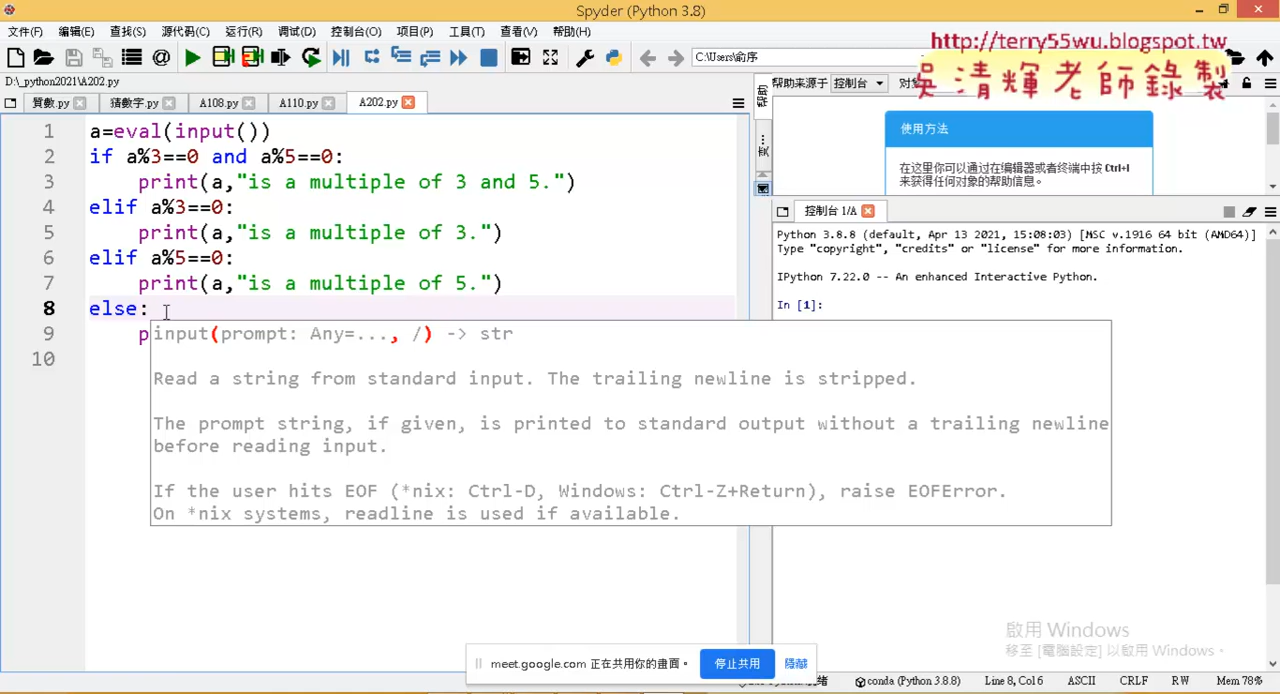 Spyder (Python 3.8)
文件(F) 编辑(E) 查找(S) 源代码(C) 运行(R) 调试(D) 控制台(O) 项目(P) 工具(T) 查看(V) 帮助(H)
C:\Users\俞序
http://terry55wu.blogspot.tw
吳清輝老師錄製
D:\_python2021\A202.py
質數.py 猜數字.py A108.py A110.py A202.py
帮助来源于 控制台
使用方法
在这里你可以通过在编辑器或者终端中按 Ctrl+I
来获得任何对象的帮助信息。
1 a=eval(input())
2 if a%3==0 and a%5==0:
3 print(a,"is a multiple of 3 and 5.")
4 elif a%3==0:
5 print(a,"is a multiple of 3.")
6 elif a%5==0:
7 print(a,"is a multiple of 5.")
8 else:
9 p
10
input(prompt: Any=..., /) -> str
Read a string from standard input. The trailing newline is stripped.
The prompt string, if given, is printed to standard output without a trailing newline
before reading input.
If the user hits EOF (*nix: Ctrl-D, Windows: Ctrl-Z+Return), raise EOFError.
On *nix systems, readline is used if available.
控制台 1/A
Python 3.8.8 (default, Apr 13 2021, 15:08:03) [MSC v.1916 64 bit (AMD64)]
Type "copyright", "credits" or "license" for more information.
IPython 7.22.0 -- An enhanced Interactive Python.
In [1]:
啟用 Windows
移至 [電腦設定] 以啟用 Windows。
meet.google.com 正在共用你的畫面。 停止共用 隱藏
conda (Python 3.8.8) Line 8, Col 6 ASCII CRLF RW Mem 78%